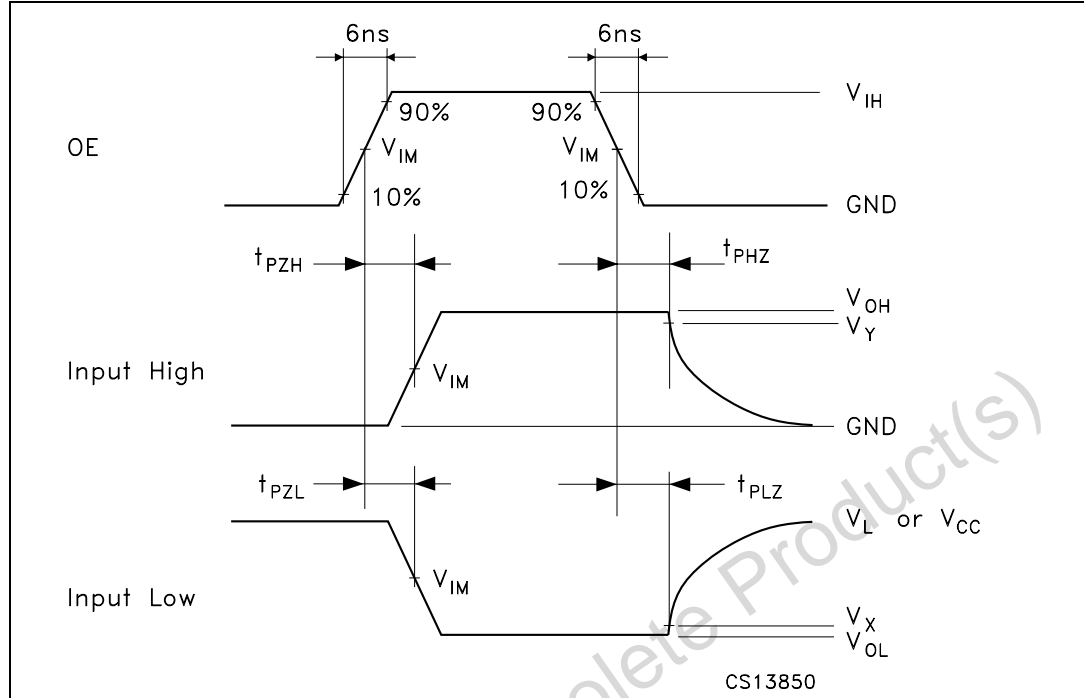 6ns 6ns
V_IH
90% 90%
OE V_IM V_IM
10% 10%
GND
t_PZH t_PHZ
V_OH
V_Y
Input High V_IM
GND
t_PZL t_PLZ
V_L or V_CC
Input Low V_IM
V_X
V_OL
CS13850
Product(s)